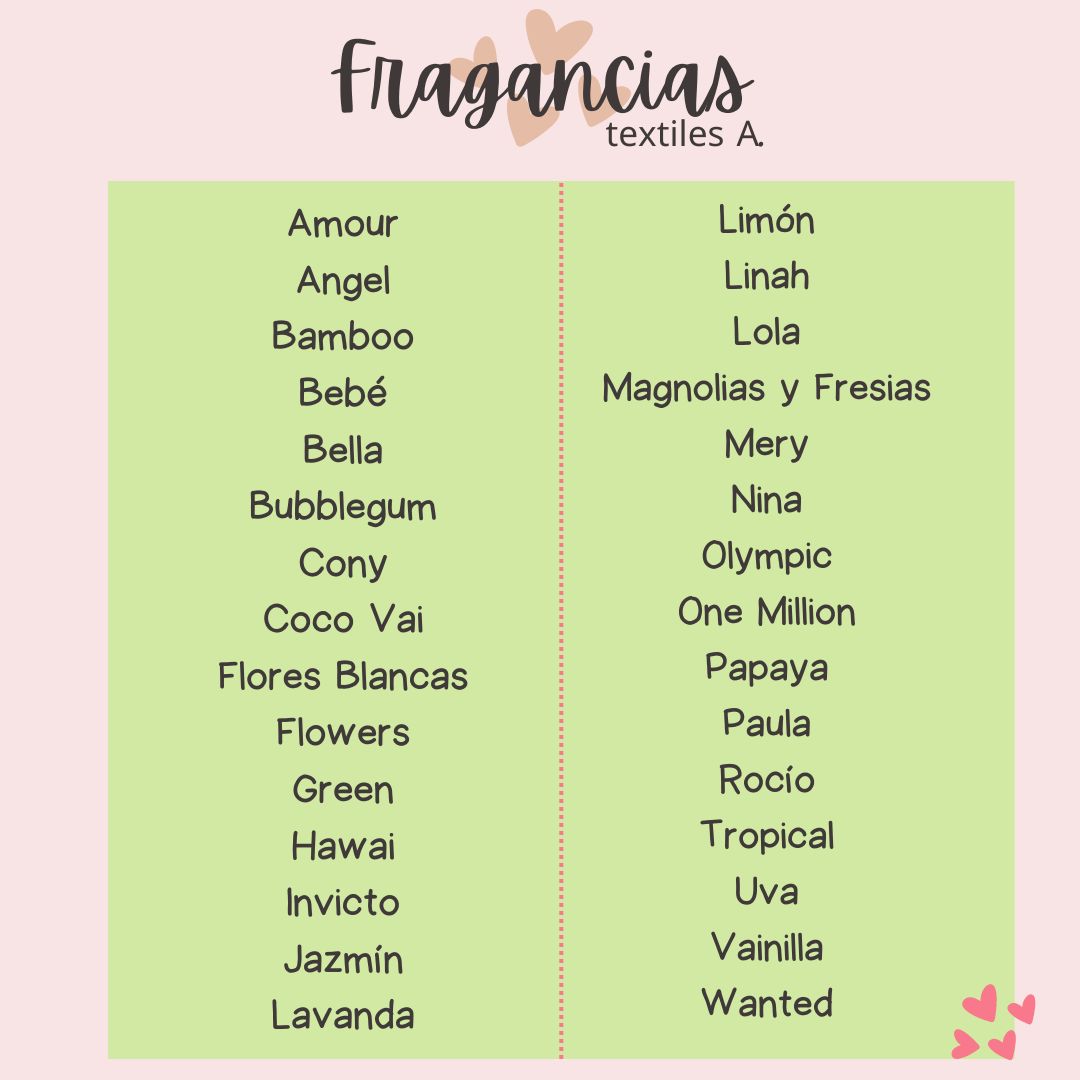 Fragancias
textiles A.
Amour
Angel
Bamboo
Bebé
Bella
Bubblegum
Cony
Coco Vai
Flores Blancas
Flowers
Green
Hawai
Invicto
Jazmín
Lavanda
Limón
Linah
Lola
Magnolias y Fresias
Mery
Nina
Olympic
One Million
Papaya
Paula
Rocío
Tropical
Uva
Vainilla
Wanted